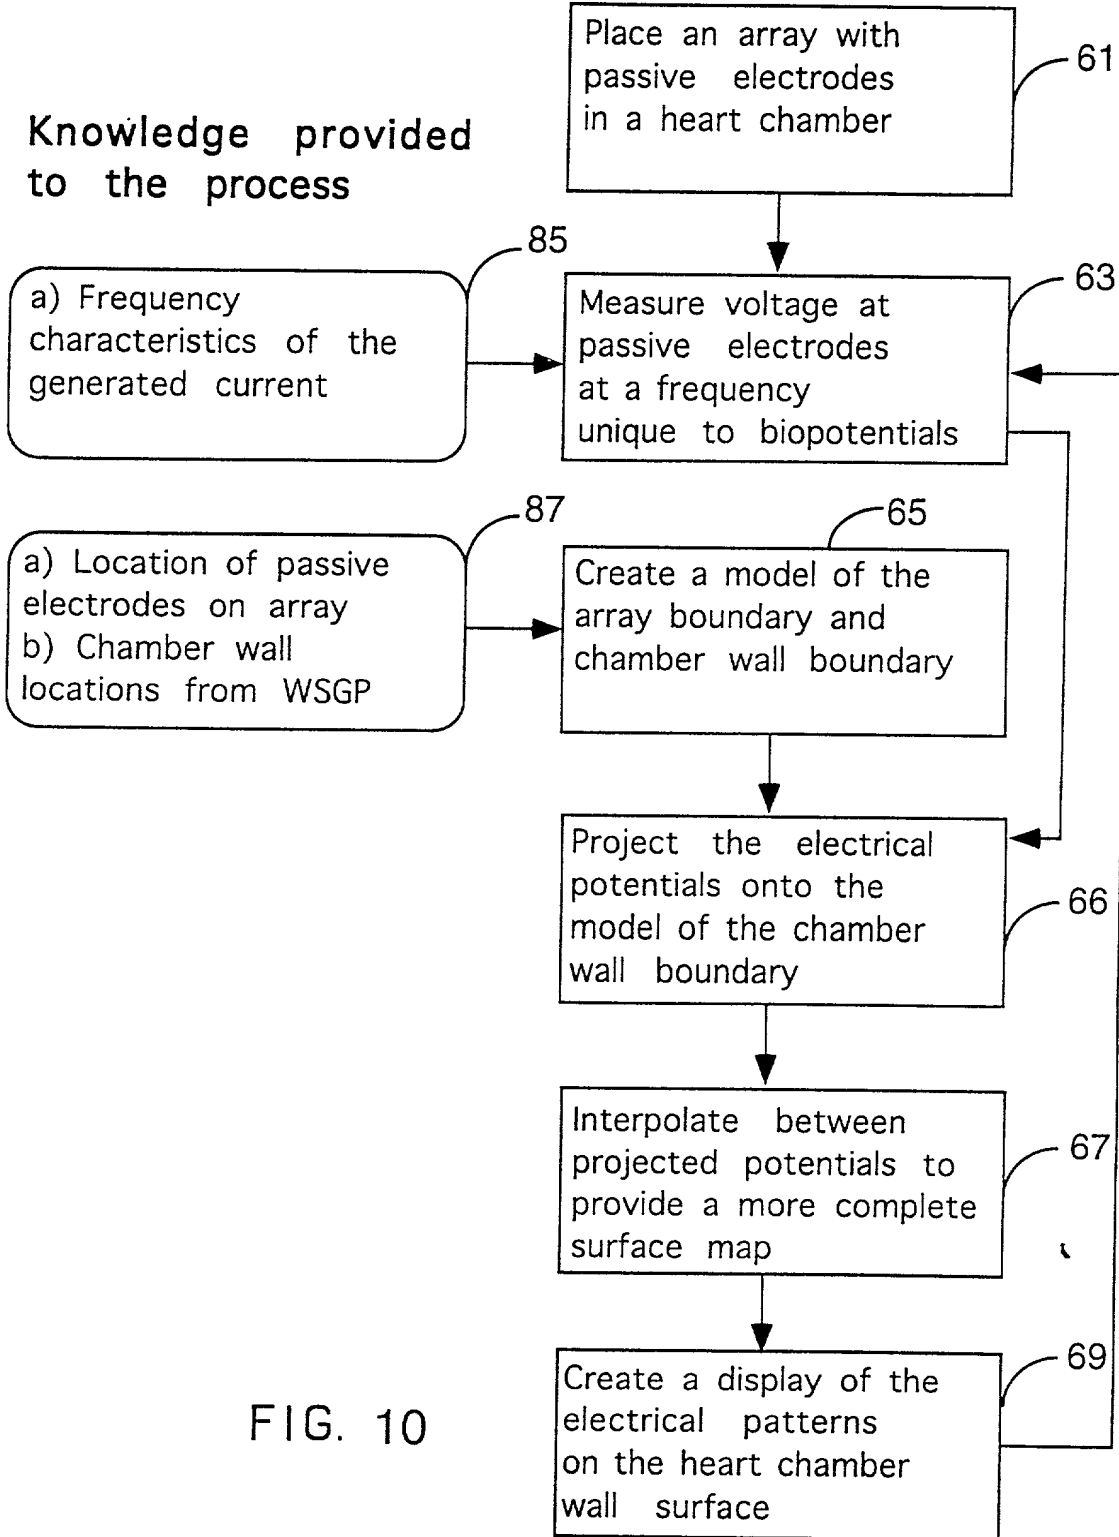 Place an array with
passive electrodes
in a heart chamber
61
Knowledge provided
to the process
85
a) Frequency
characteristics of the
generated current
Measure voltage at
passive electrodes
at a frequency
unique to biopotentials
63
87
a) Location of passive
electrodes on array
b) Chamber wall
locations from WSGP
65
Create a model of the
array boundary and
chamber wall boundary
Project the electrical
potentials onto the
model of the chamber
wall boundary
66
Interpolate between
projected potentials to
provide a more complete
surface map
67
Create a display of the
electrical patterns
on the heart chamber
wall surface
69
FIG. 10